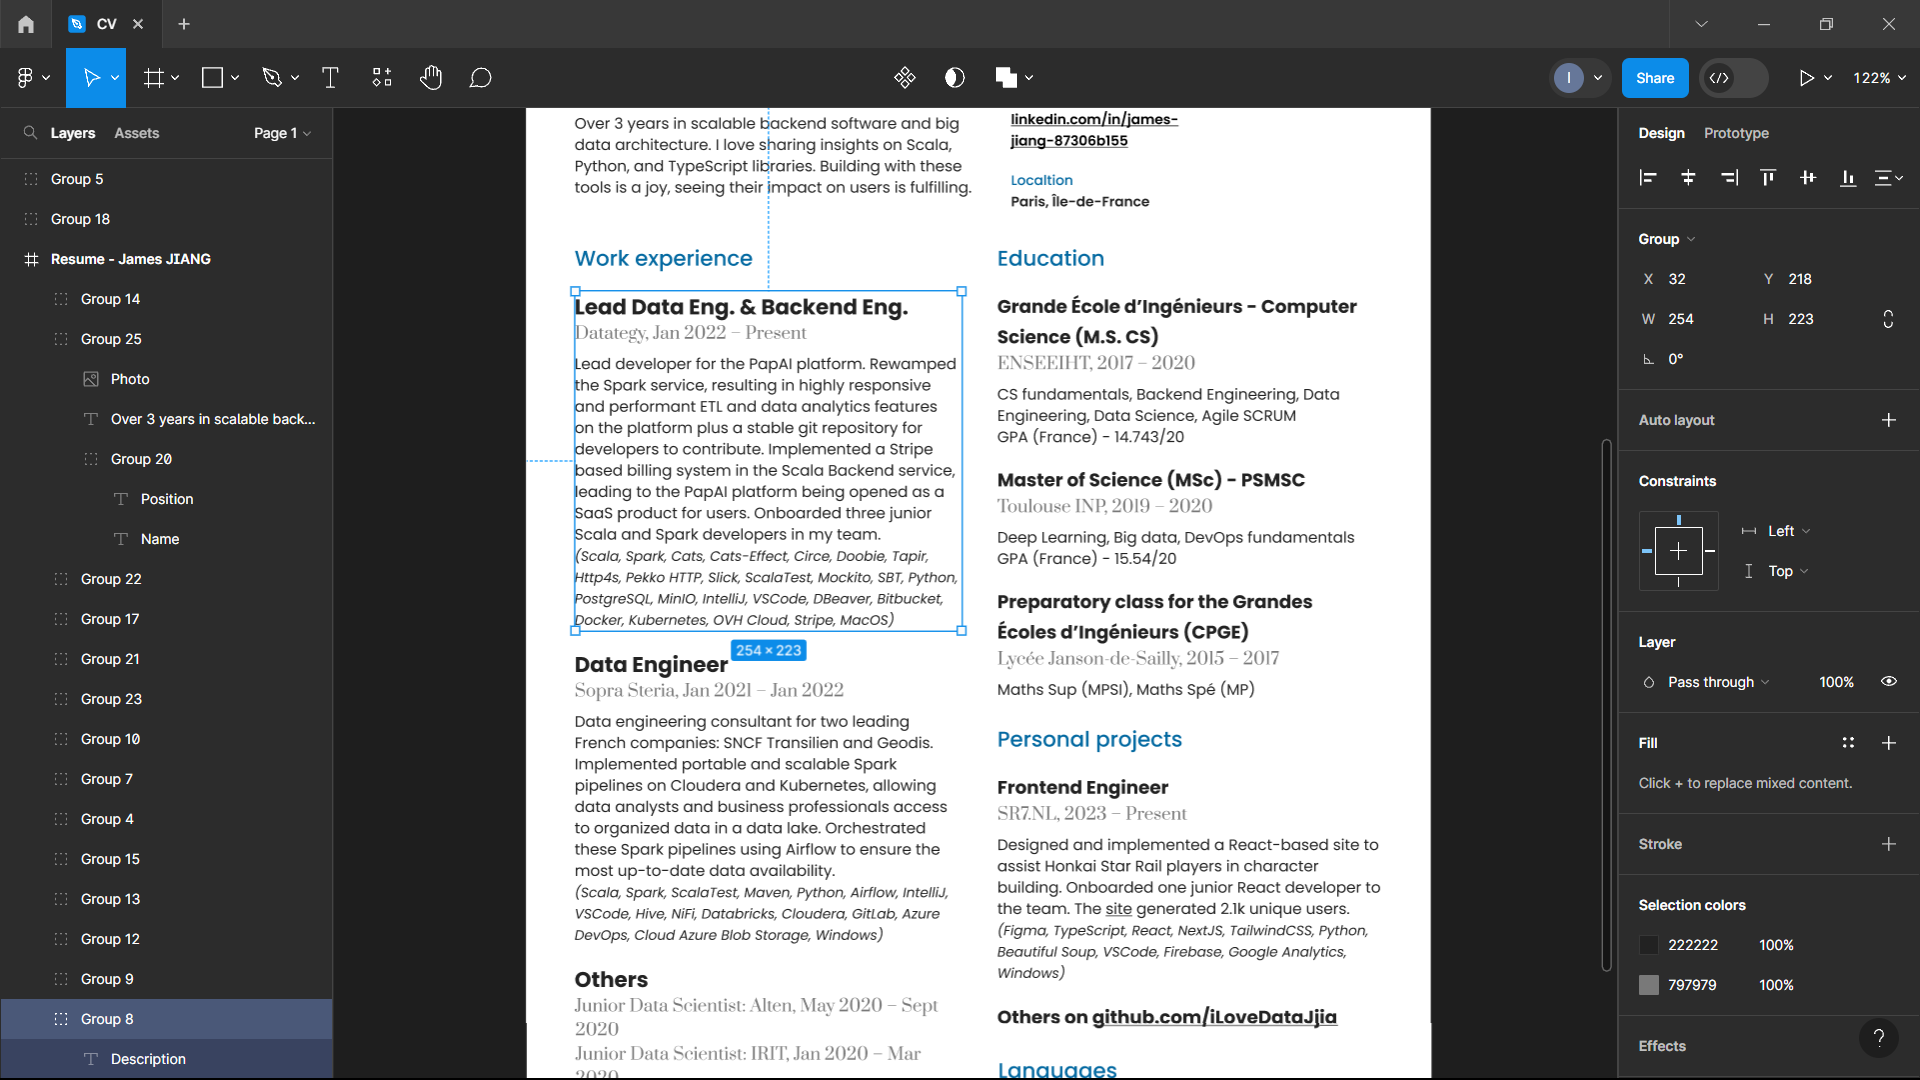 CV
I
Share
122%
Layers
Assets
Page 1
Group 5
Group 18
Resume - James JIANG
Group 14
Group 25
Photo
Over 3 years in scalable back...
Group 20
Position
Name
Group 22
Group 17
Group 21
Group 23
Group 10
Group 7
Group 4
Group 15
Group 13
Group 12
Group 9
Group 8
Description
Over 3 years in scalable backend software and big
data architecture. I love sharing insights on Scala,
Python, and TypeScript libraries. Building with these
tools is a joy, seeing their impact on users is fulfilling.
Work experience
Lead Data Eng. & Backend Eng.
Datategy, Jan 2022 – Present
Lead developer for the PapAI platform. Rewamped
the Spark service, resulting in highly responsive
and performant ETL and data analytics features
on the platform plus a stable git repository for
developers to contribute. Implemented a Stripe
based billing system in the Scala Backend service,
leading to the PapAI platform being opened as a
SaaS product for users. Onboarded three junior
Scala and Spark developers in my team.
(Scala, Spark, Cats, Cats-Effect, Circe, Doobie, Tapir,
Http4s, Pekko HTTP, Slick, ScalaTest, Mockito, SBT, Python,
PostgreSQL, MinIO, IntelliJ, VSCode, DBeaver, Bitbucket,
Docker, Kubernetes, OVH Cloud, Stripe, MacOS)
254 × 223
Data Engineer
Sopra Steria, Jan 2021 – Jan 2022
Data engineering consultant for two leading
French companies: SNCF Transilien and Geodis.
Implemented portable and scalable Spark
pipelines on Cloudera and Kubernetes, allowing
data analysts and business professionals access
to organized data in a data lake. Orchestrated
these Spark pipelines using Airflow to ensure the
most up-to-date data availability.
(Scala, Spark, ScalaTest, Maven, Python, Airflow, IntelliJ,
VSCode, Hive, NiFi, Databricks, Cloudera, GitLab, Azure
DevOps, Cloud Azure Blob Storage, Windows)
Others
Junior Data Scientist: Alten, May 2020 – Sept
2020
Junior Data Scientist: IRIT, Jan 2020 – Mar
2020
linkedin.com/in/james-
jiang-87306b155
Localtion
Paris, Île-de-France
Education
Grande École d’Ingénieurs - Computer
Science (M.S. CS)
ENSEEIHT, 2017 – 2020
CS fundamentals, Backend Engineering, Data
Engineering, Data Science, Agile SCRUM
GPA (France) - 14.743/20
Master of Science (MSc) - PSMSC
Toulouse INP, 2019 – 2020
Deep Learning, Big data, DevOps fundamentals
GPA (France) - 15.54/20
Preparatory class for the Grandes
Écoles d’Ingénieurs (CPGE)
Lycée Janson-de-Sailly, 2015 – 2017
Maths Sup (MPSI), Maths Spé (MP)
Personal projects
Frontend Engineer
SR7.NL, 2023 – Present
Designed and implemented a React-based site to
assist Honkai Star Rail players in character
building. Onboarded one junior React developer to
the team. The site generated 2.1k unique users.
(Figma, TypeScript, React, NextJS, TailwindCSS, Python,
Beautiful Soup, VSCode, Firebase, Google Analytics,
Windows)
Others on github.com/iLoveDataJjia
Languages
Design
Prototype
Group
X 32
Y 218
W 254
H 223
0°
Auto layout
Constraints
Left
Top
Layer
Pass through
100%
Fill
Click + to replace mixed content.
Stroke
Selection colors
222222 100%
797979 100%
Effects
?